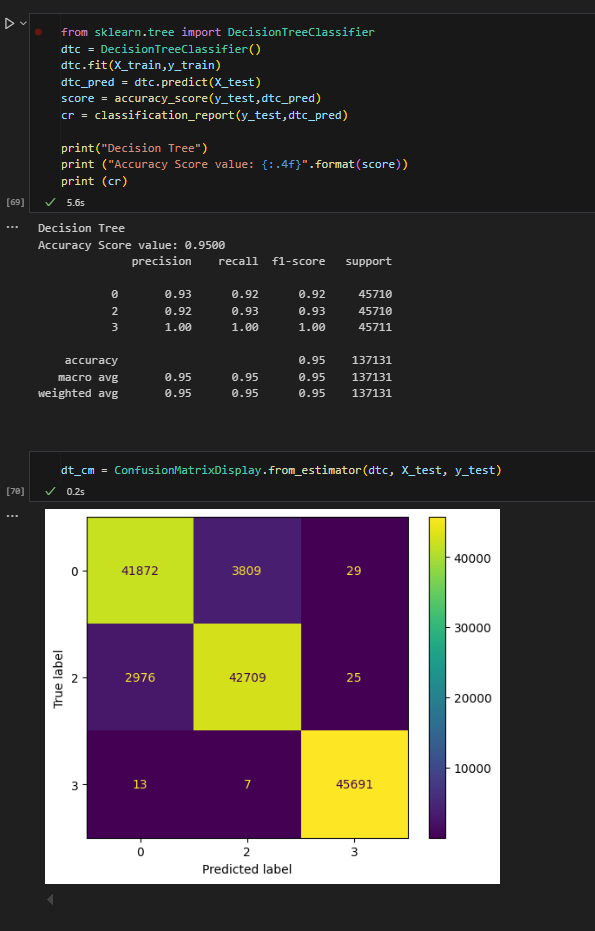 from sklearn.tree import DecisionTreeClassifier
dtc = DecisionTreeClassifier()
dtc.fit(X_train,y_train)
dtc_pred = dtc.predict(X_test)
score = accuracy_score(y_test,dtc_pred)
cr = classification_report(y_test,dtc_pred)
print("Decision Tree")
print ("Accuracy Score value: {:.4f}".format(score))
print (cr)
[69] 5.6s
...
Decision Tree
Accuracy Score value: 0.9500
precision recall f1-score support
0 0.93 0.92 0.92 45710
2 0.92 0.93 0.93 45710
3 1.00 1.00 1.00 45711
accuracy 0.95 137131
macro avg 0.95 0.95 0.95 137131
weighted avg 0.95 0.95 0.95 137131
dt_cm = ConfusionMatrixDisplay.from_estimator(dtc, X_test, y_test)
[70] 0.2s
...
0 41872 3809 29
2 2976 42709 25
3 13 7 45691
True label
0 2 3
Predicted label
40000
30000
20000
10000